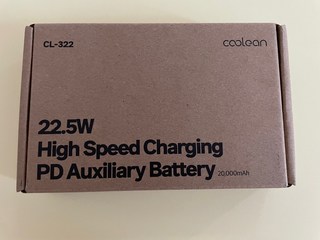 CL-322
coolean
22.5W
High Speed Charging
PD Auxiliary Battery 20,000mAh